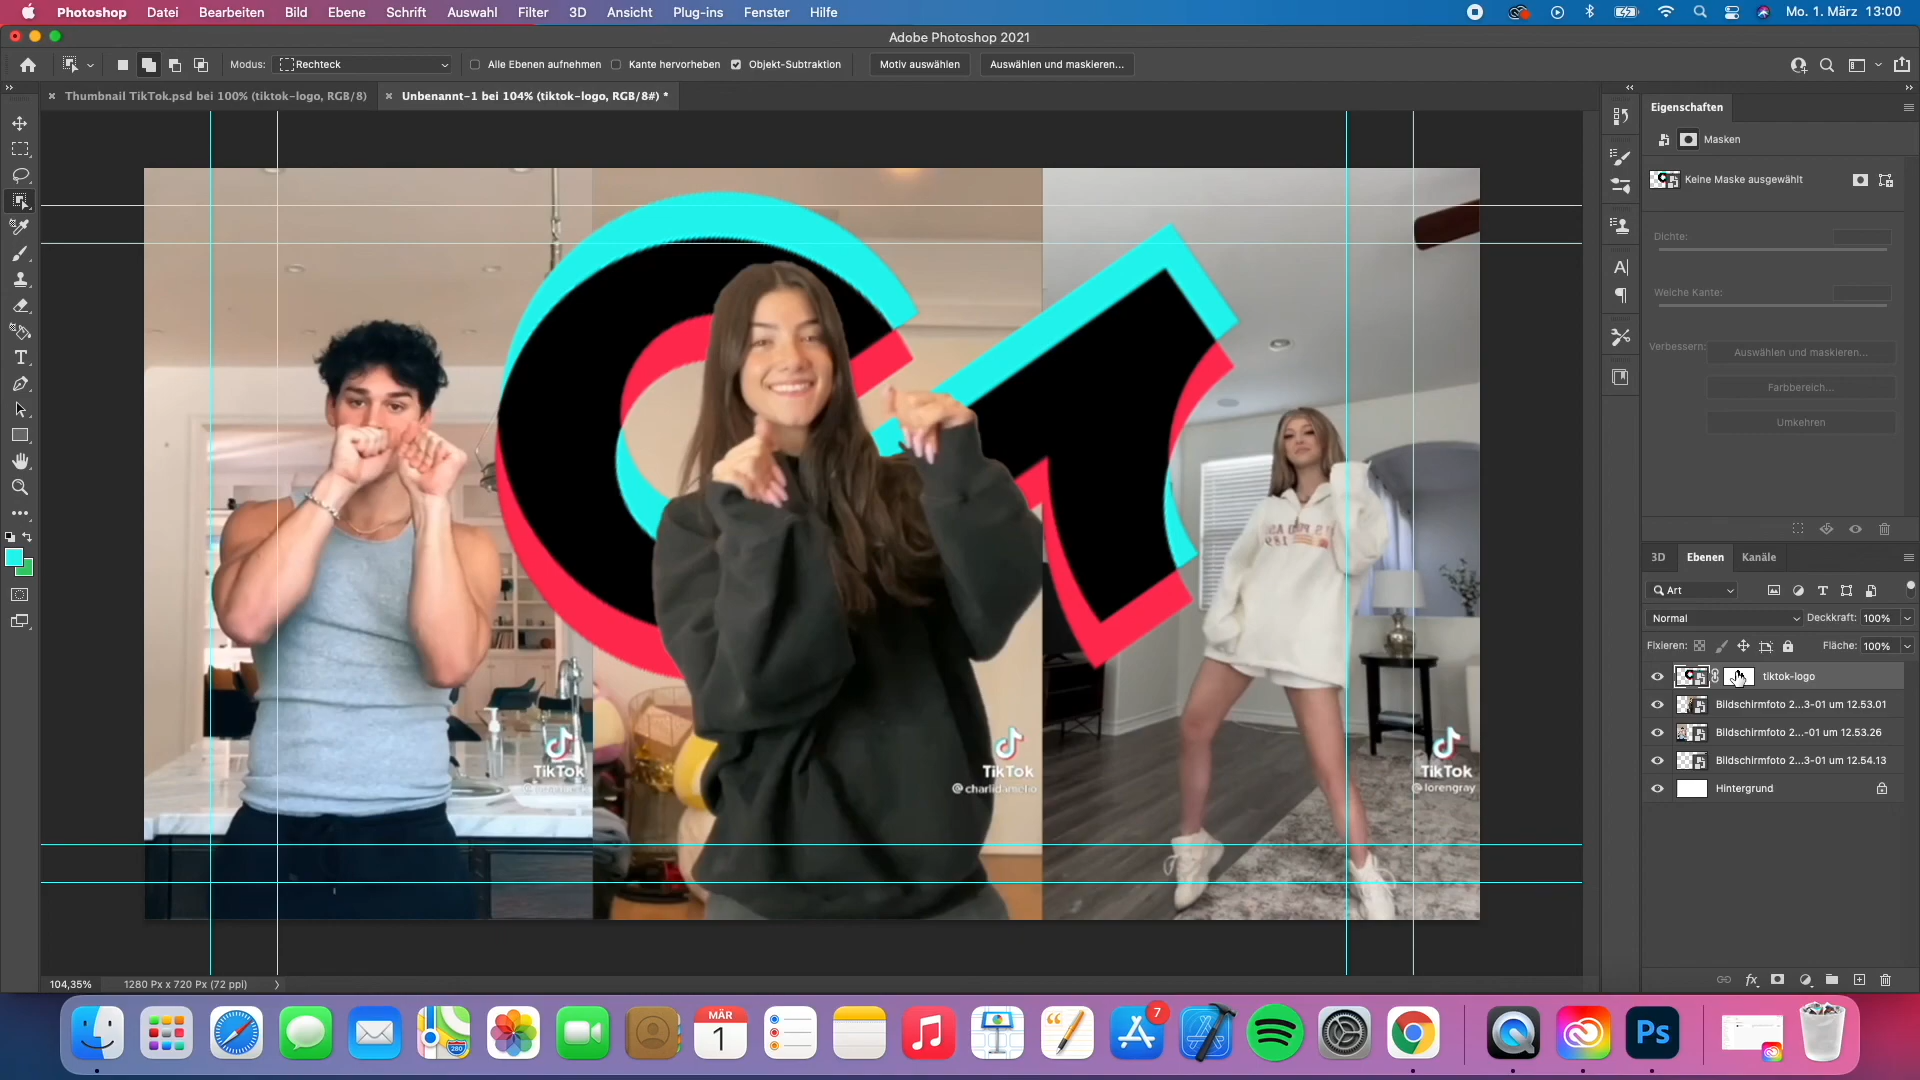 Photoshop Datei Bearbeiten Bild Ebene Schrift Auswahl Filter 3D Ansicht Plug-ins Fenster Hilfe Mo. 1. März 13:00
Adobe Photoshop 2021
Modus: Rechteck Alle Ebenen aufnehmen Kante hervorheben Objekt-Subtraktion Motiv auswählen Auswählen und maskieren...
Thumbnail TikTok.psd bei 100% (tiktok-logo, RGB/8) Unbenannt-1 bei 104% (tiktok-logo, RGB/8#) *
Eigenschaften
Masken
Keine Maske ausgewählt
Dichte:
Weiche Kante:
Verbessern: Auswählen und maskieren...
Farbbereich...
Umkehren
3D Ebenen Kanäle
Art
Normal Deckkraft: 100%
Fixieren: Fläche: 100%
tiktok-logo
Bildschirmfoto 2...3-01 um 12.53.01
Bildschirmfoto 2...-01 um 12.53.26
Bildschirmfoto 2...3-01 um 12.54.13
Hintergrund
TikTok
TikTok
@charlidamelio
TikTok
@lorengray
104,35% 1280 Px x 720 Px (72 ppi)
MÄR
1
280
7
Ps